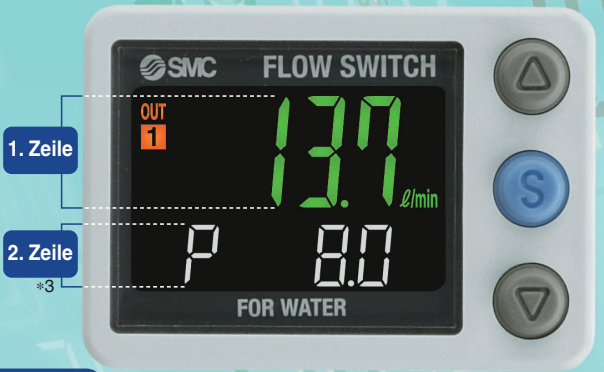 SMC FLOW SWITCH
OUT
1
13.7 ℓ/min
1. Zeile
P 8.0
2. Zeile
*3
FOR WATER
S